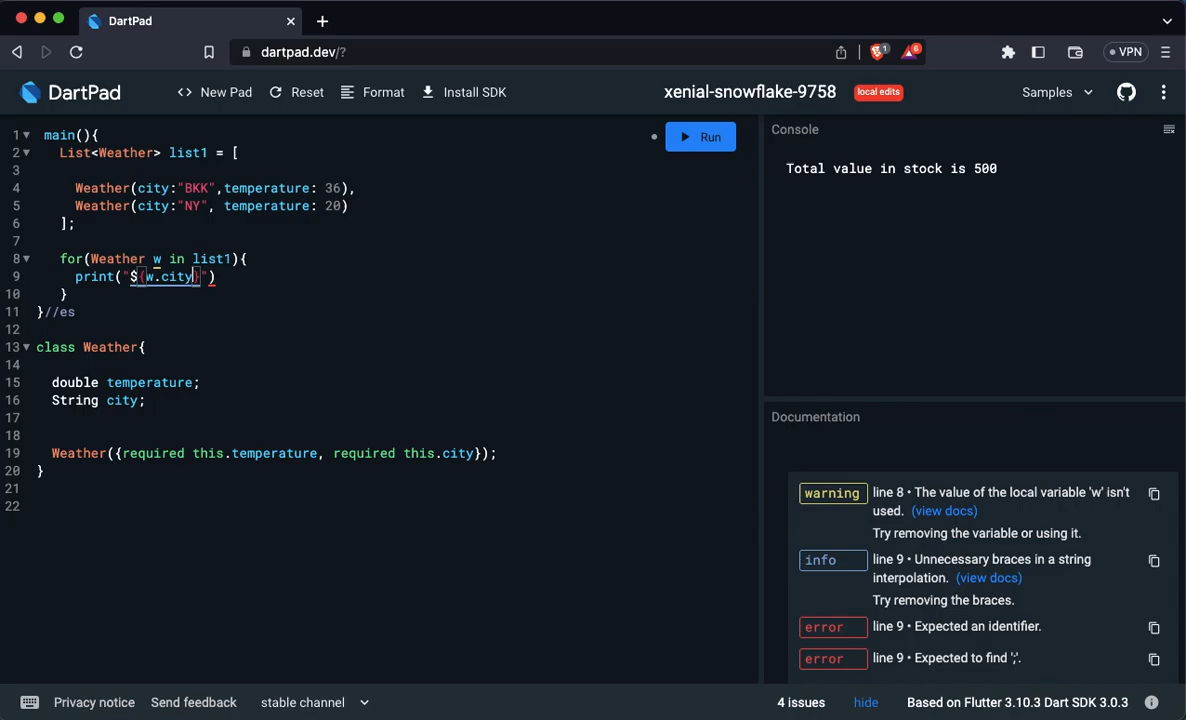 DartPad
dartpad.dev/?
1
6
VPN
DartPad
<> New Pad
Reset
Format
Install SDK
xenial-snowflake-9758
local edits
Samples
1 main(){
2 List<Weather> list1 = [
3
4 Weather(city:"BKK",temperature: 36),
5 Weather(city:"NY", temperature: 20)
6 ];
7
8 for(Weather w in list1){
9 print("${w.city}")
10 }
11 }//es
12
13 class Weather{
14
15 double temperature;
16 String city;
17
18
19 Weather({required this.temperature, required this.city});
20 }
21
22
Run
Console
Total value in stock is 500
Documentation
warning line 8 • The value of the local variable 'w' isn't
used. (view docs)
Try removing the variable or using it.
info line 9 • Unnecessary braces in a string
interpolation. (view docs)
Try removing the braces.
error line 9 • Expected an identifier.
error line 9 • Expected to find ';'.
Privacy notice
Send feedback
stable channel
4 issues
hide
Based on Flutter 3.10.3 Dart SDK 3.0.3